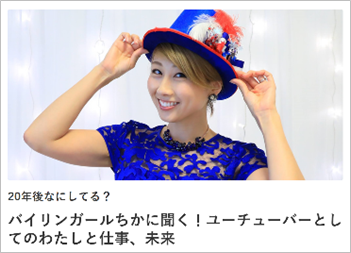 20年後なにしてる？
バイリンガールちかに聞く！ユーチューバーとし
てのわたしと仕事、未来